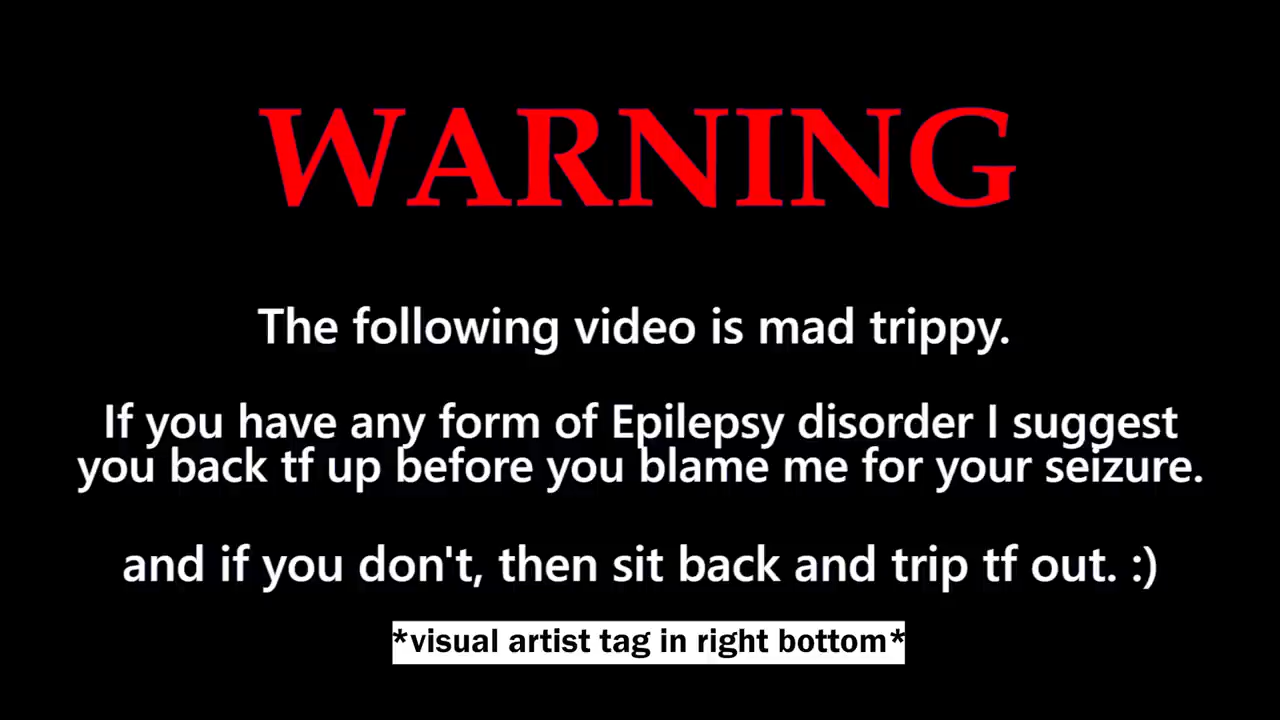 WARNING
The following video is mad trippy.
If you have any form of Epilepsy disorder I suggest
you back tf up before you blame me for your seizure.
and if you don't, then sit back and trip tf out. :)
*visual artist tag in right bottom*